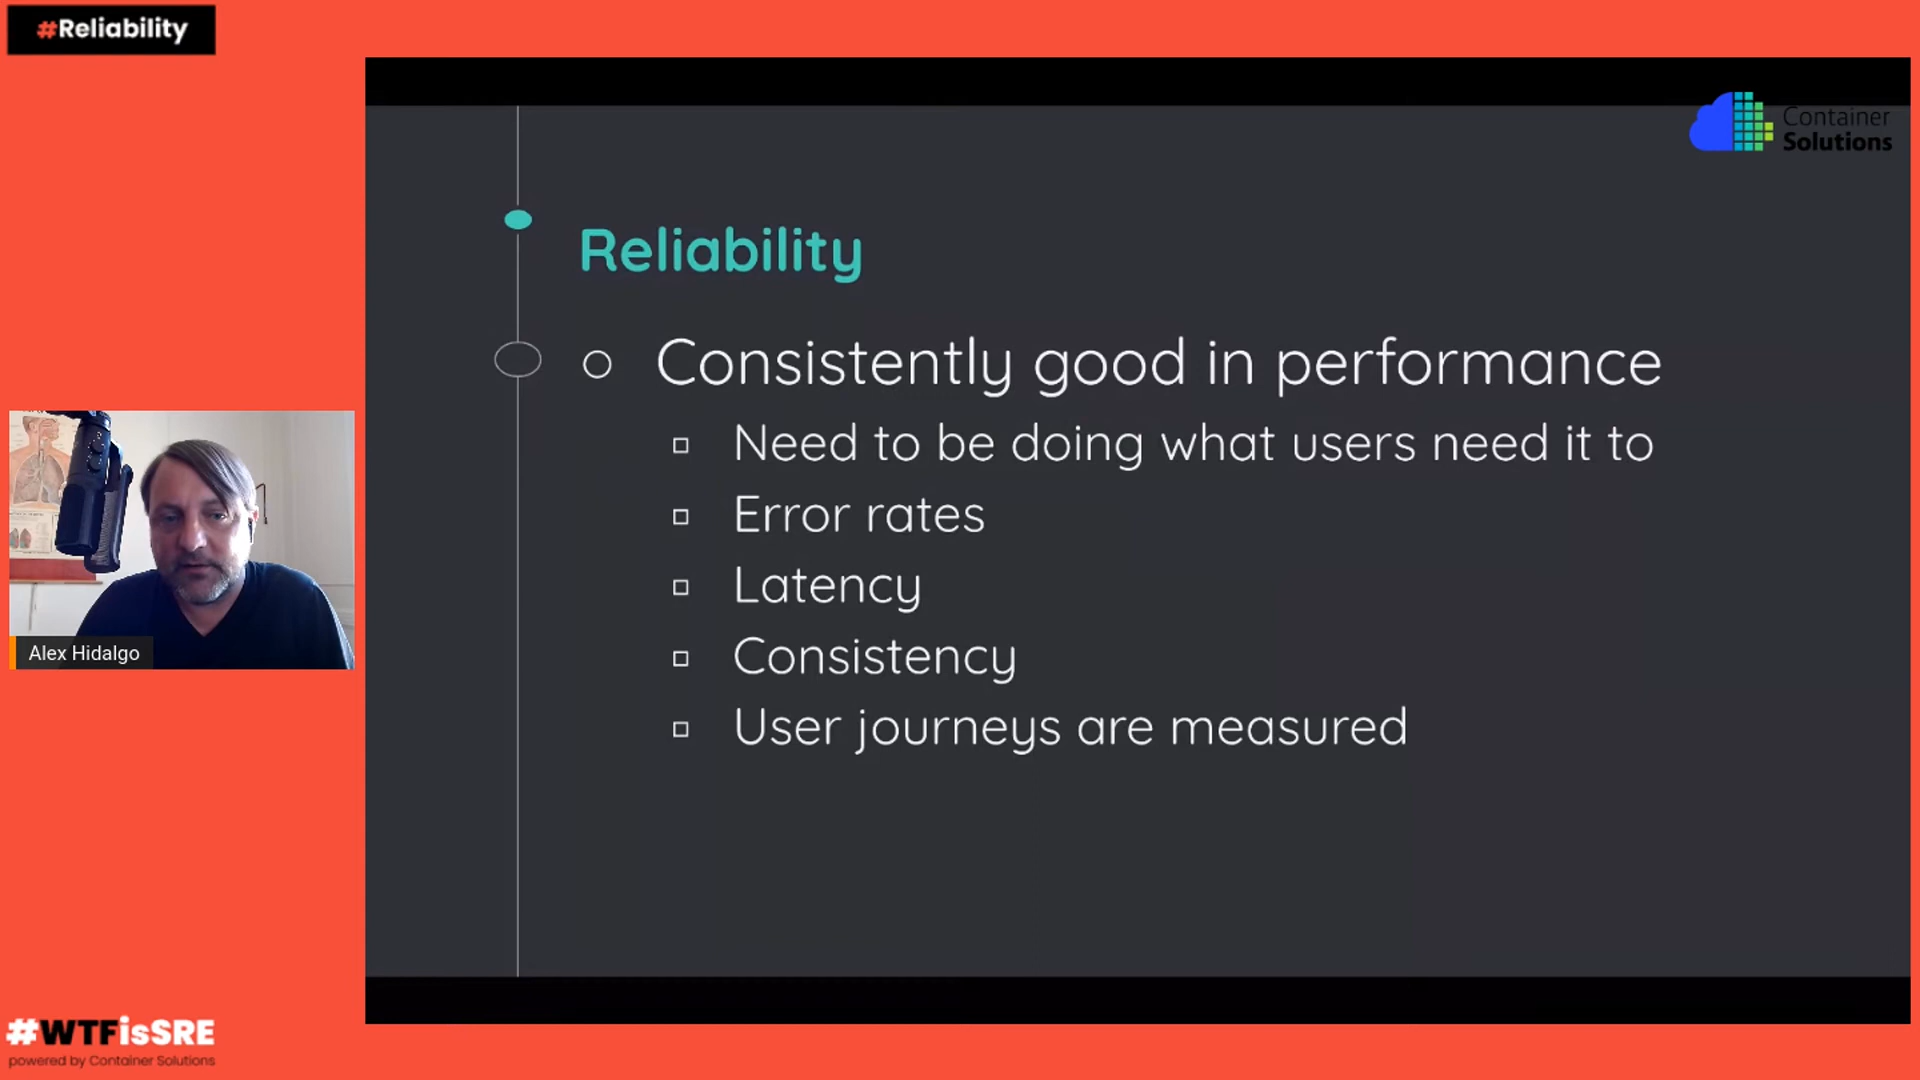 #Reliability
Container
Solutions
Reliability
Consistently good in performance
Need to be doing what users need it to
Error rates
Latency
Consistency
User journeys are measured
Alex Hidalgo
#WTFisSRE
powered by Container Solutions